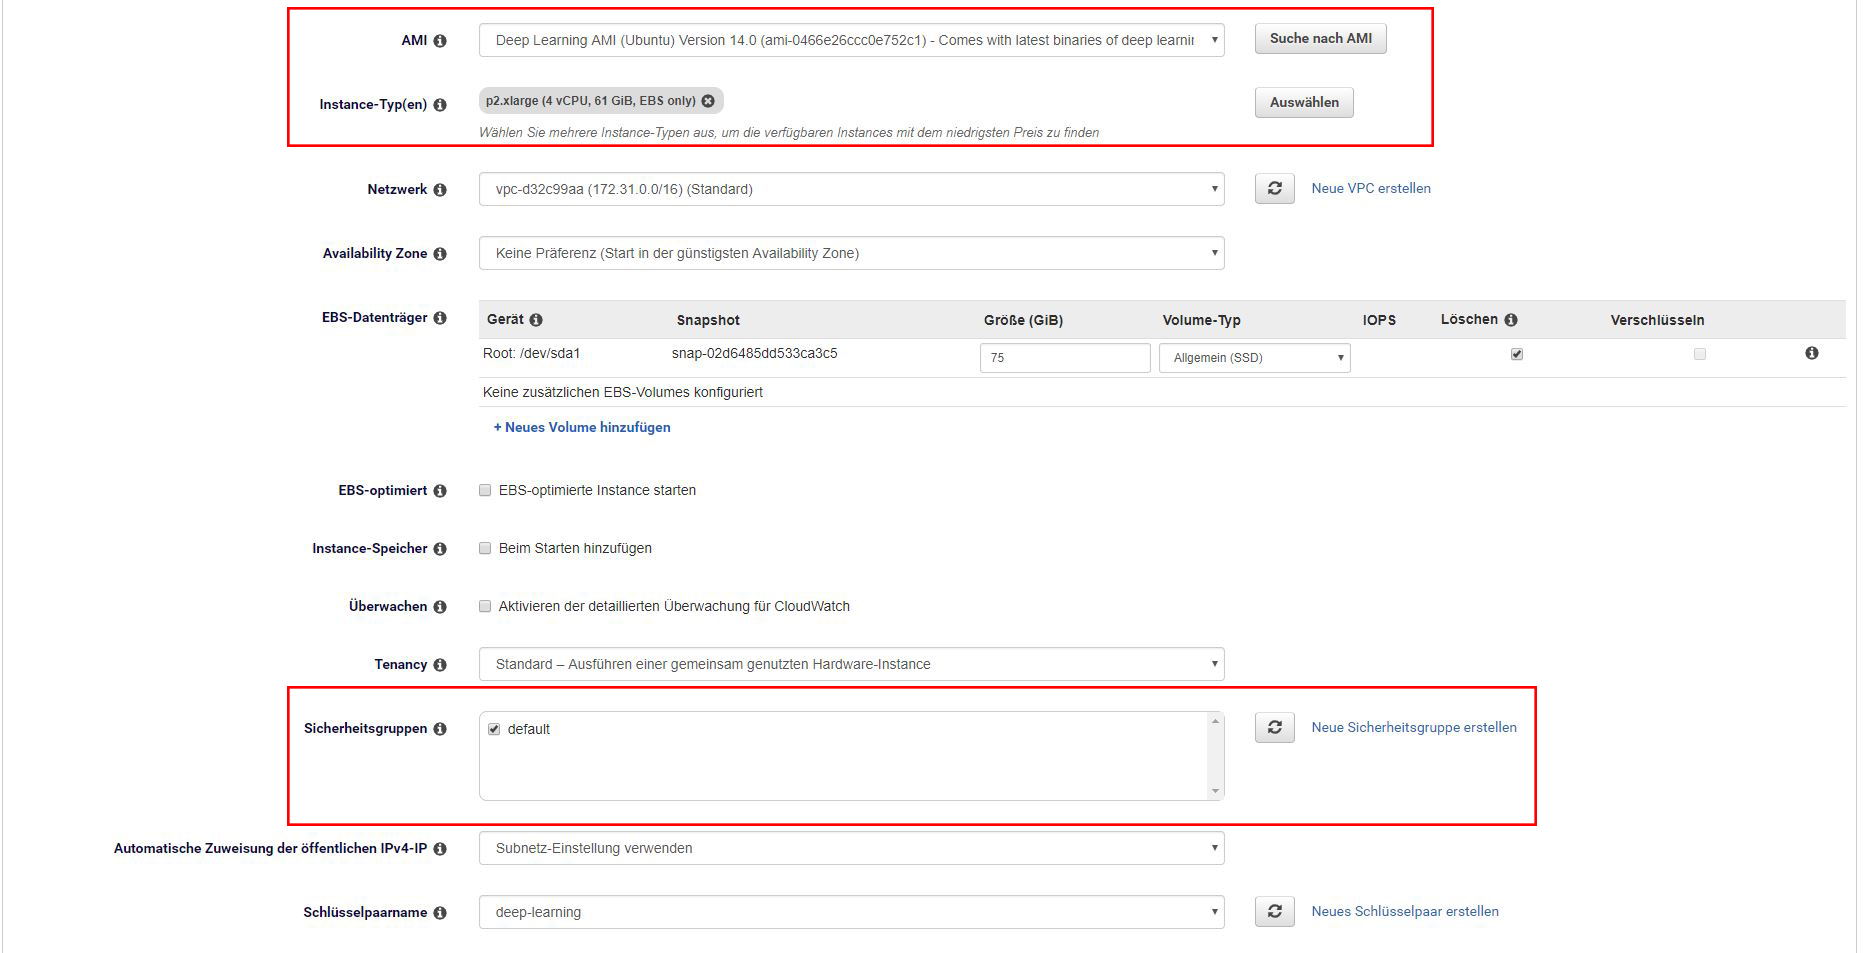 AMI
Deep Learning AMI (Ubuntu) Version 14.0 (ami-0466e26ccc0e752c1) - Comes with latest binaries of deep learnin
Suche nach AMI
Instance-Typ(en)
p2.xlarge (4 vCPU, 61 GiB, EBS only)
Auswählen
Wählen Sie mehrere Instance-Typen aus, um die verfügbaren Instances mit dem niedrigsten Preis zu finden
Netzwerk
vpc-d32c99aa (172.31.0.0/16) (Standard)
Neue VPC erstellen
Availability Zone
Keine Präferenz (Start in der günstigsten Availability Zone)
EBS-Datenträger
Gerät Snapshot Größe (GiB) Volume-Typ IOPS Löschen Verschlüsseln
Root: /dev/sda1 snap-02d6485dd533ca3c5 75 Allgemein (SSD)
Keine zusätzlichen EBS-Volumes konfiguriert
+ Neues Volume hinzufügen
EBS-optimiert
EBS-optimierte Instance starten
Instance-Speicher
Beim Starten hinzufügen
Überwachen
Aktivieren der detaillierten Überwachung für CloudWatch
Tenancy
Standard – Ausführen einer gemeinsam genutzten Hardware-Instance
Sicherheitsgruppen
default
Neue Sicherheitsgruppe erstellen
Automatische Zuweisung der öffentlichen IPv4-IP
Subnetz-Einstellung verwenden
Schlüsselpaarname
deep-learning
Neues Schlüsselpaar erstellen